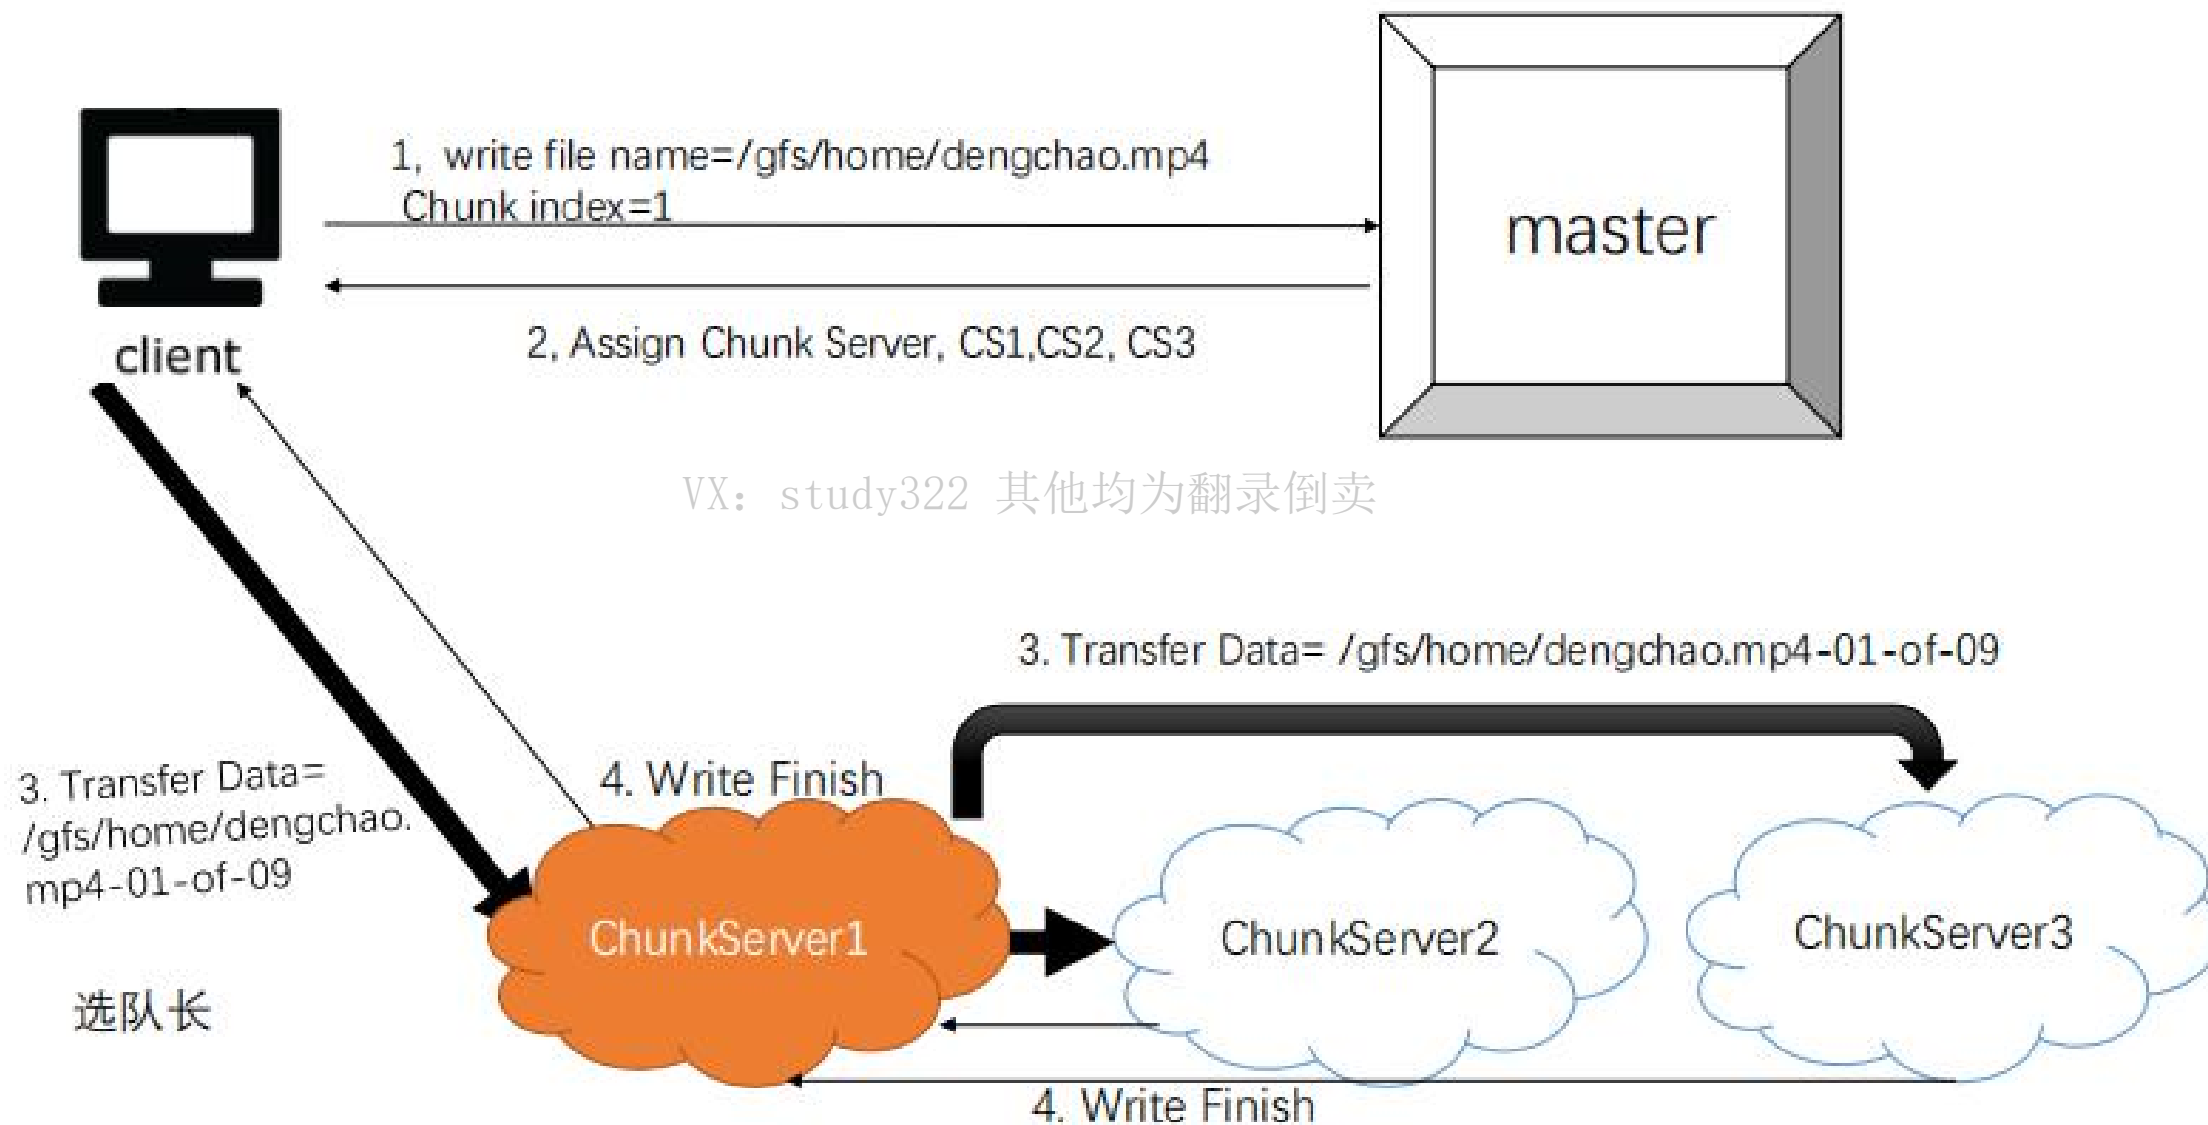 1, write file name=/gfs/home/dengchao.mp4
Chunk index=1
master
2, Assign Chunk Server, CS1,CS2, CS3
client
VX: study322 其他均为翻录倒卖
3. Transfer Data= /gfs/home/dengchao.mp4-01-of-09
4. Write Finish
3. Transfer Data=
/gfs/home/dengchao.
mp4-01-of-09
ChunkServer1
ChunkServer2
ChunkServer3
选队长
4. Write Finish